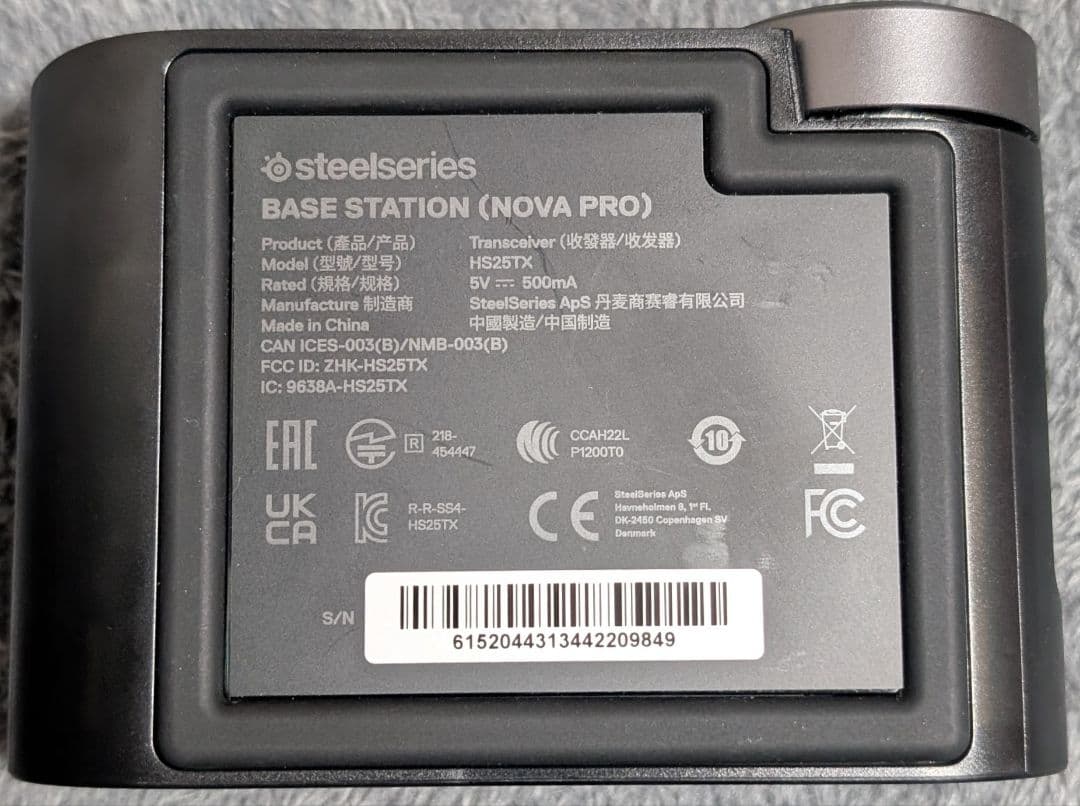 steelseries
BASE STATION (NOVA PRO)
Product (產品/产品) Transceiver (收發器/收发器)
Model (型號/型号) HS25TX
Rated (規格/规格) 5V ⎓ 500mA
Manufacture 制造商 SteelSeries ApS 丹麦商赛睿有限公司
Made in China 中國製造/中国制造
CAN ICES-003(B)/NMB-003(B)
FCC ID: ZHK-HS25TX
IC: 9638A-HS25TX
EAC R 218-
454447 CCAH22L
P1200T0 10
UK
CA KC R-R-SS4-
HS25TX CE SteelSeries ApS
Havneholmen 8, 1st Fl.
DK-2450 Copenhagen SV
Denmark FC
S/N
6152044313442209849